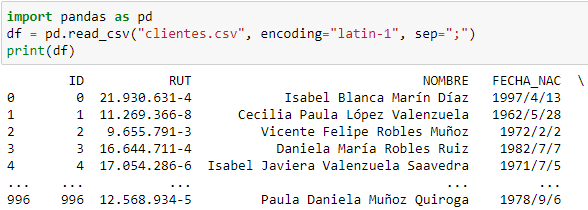 import pandas as pd
df = pd.read_csv("clientes.csv", encoding="latin-1", sep=";")
print(df)
ID RUT NOMBRE FECHA_NAC \
0 0 21.930.631-4 Isabel Blanca Marín Díaz 1997/4/13
1 1 11.269.366-8 Cecilia Paula López Valenzuela 1962/5/28
2 2 9.655.791-3 Vicente Felipe Robles Muñoz 1972/2/2
3 3 16.644.711-4 Daniela María Robles Ruiz 1982/7/7
4 4 17.054.286-6 Isabel Javiera Valenzuela Saavedra 1971/7/5
... ... ... ... ...
996 996 12.568.934-5 Paula Daniela Muñoz Quiroga 1978/9/6